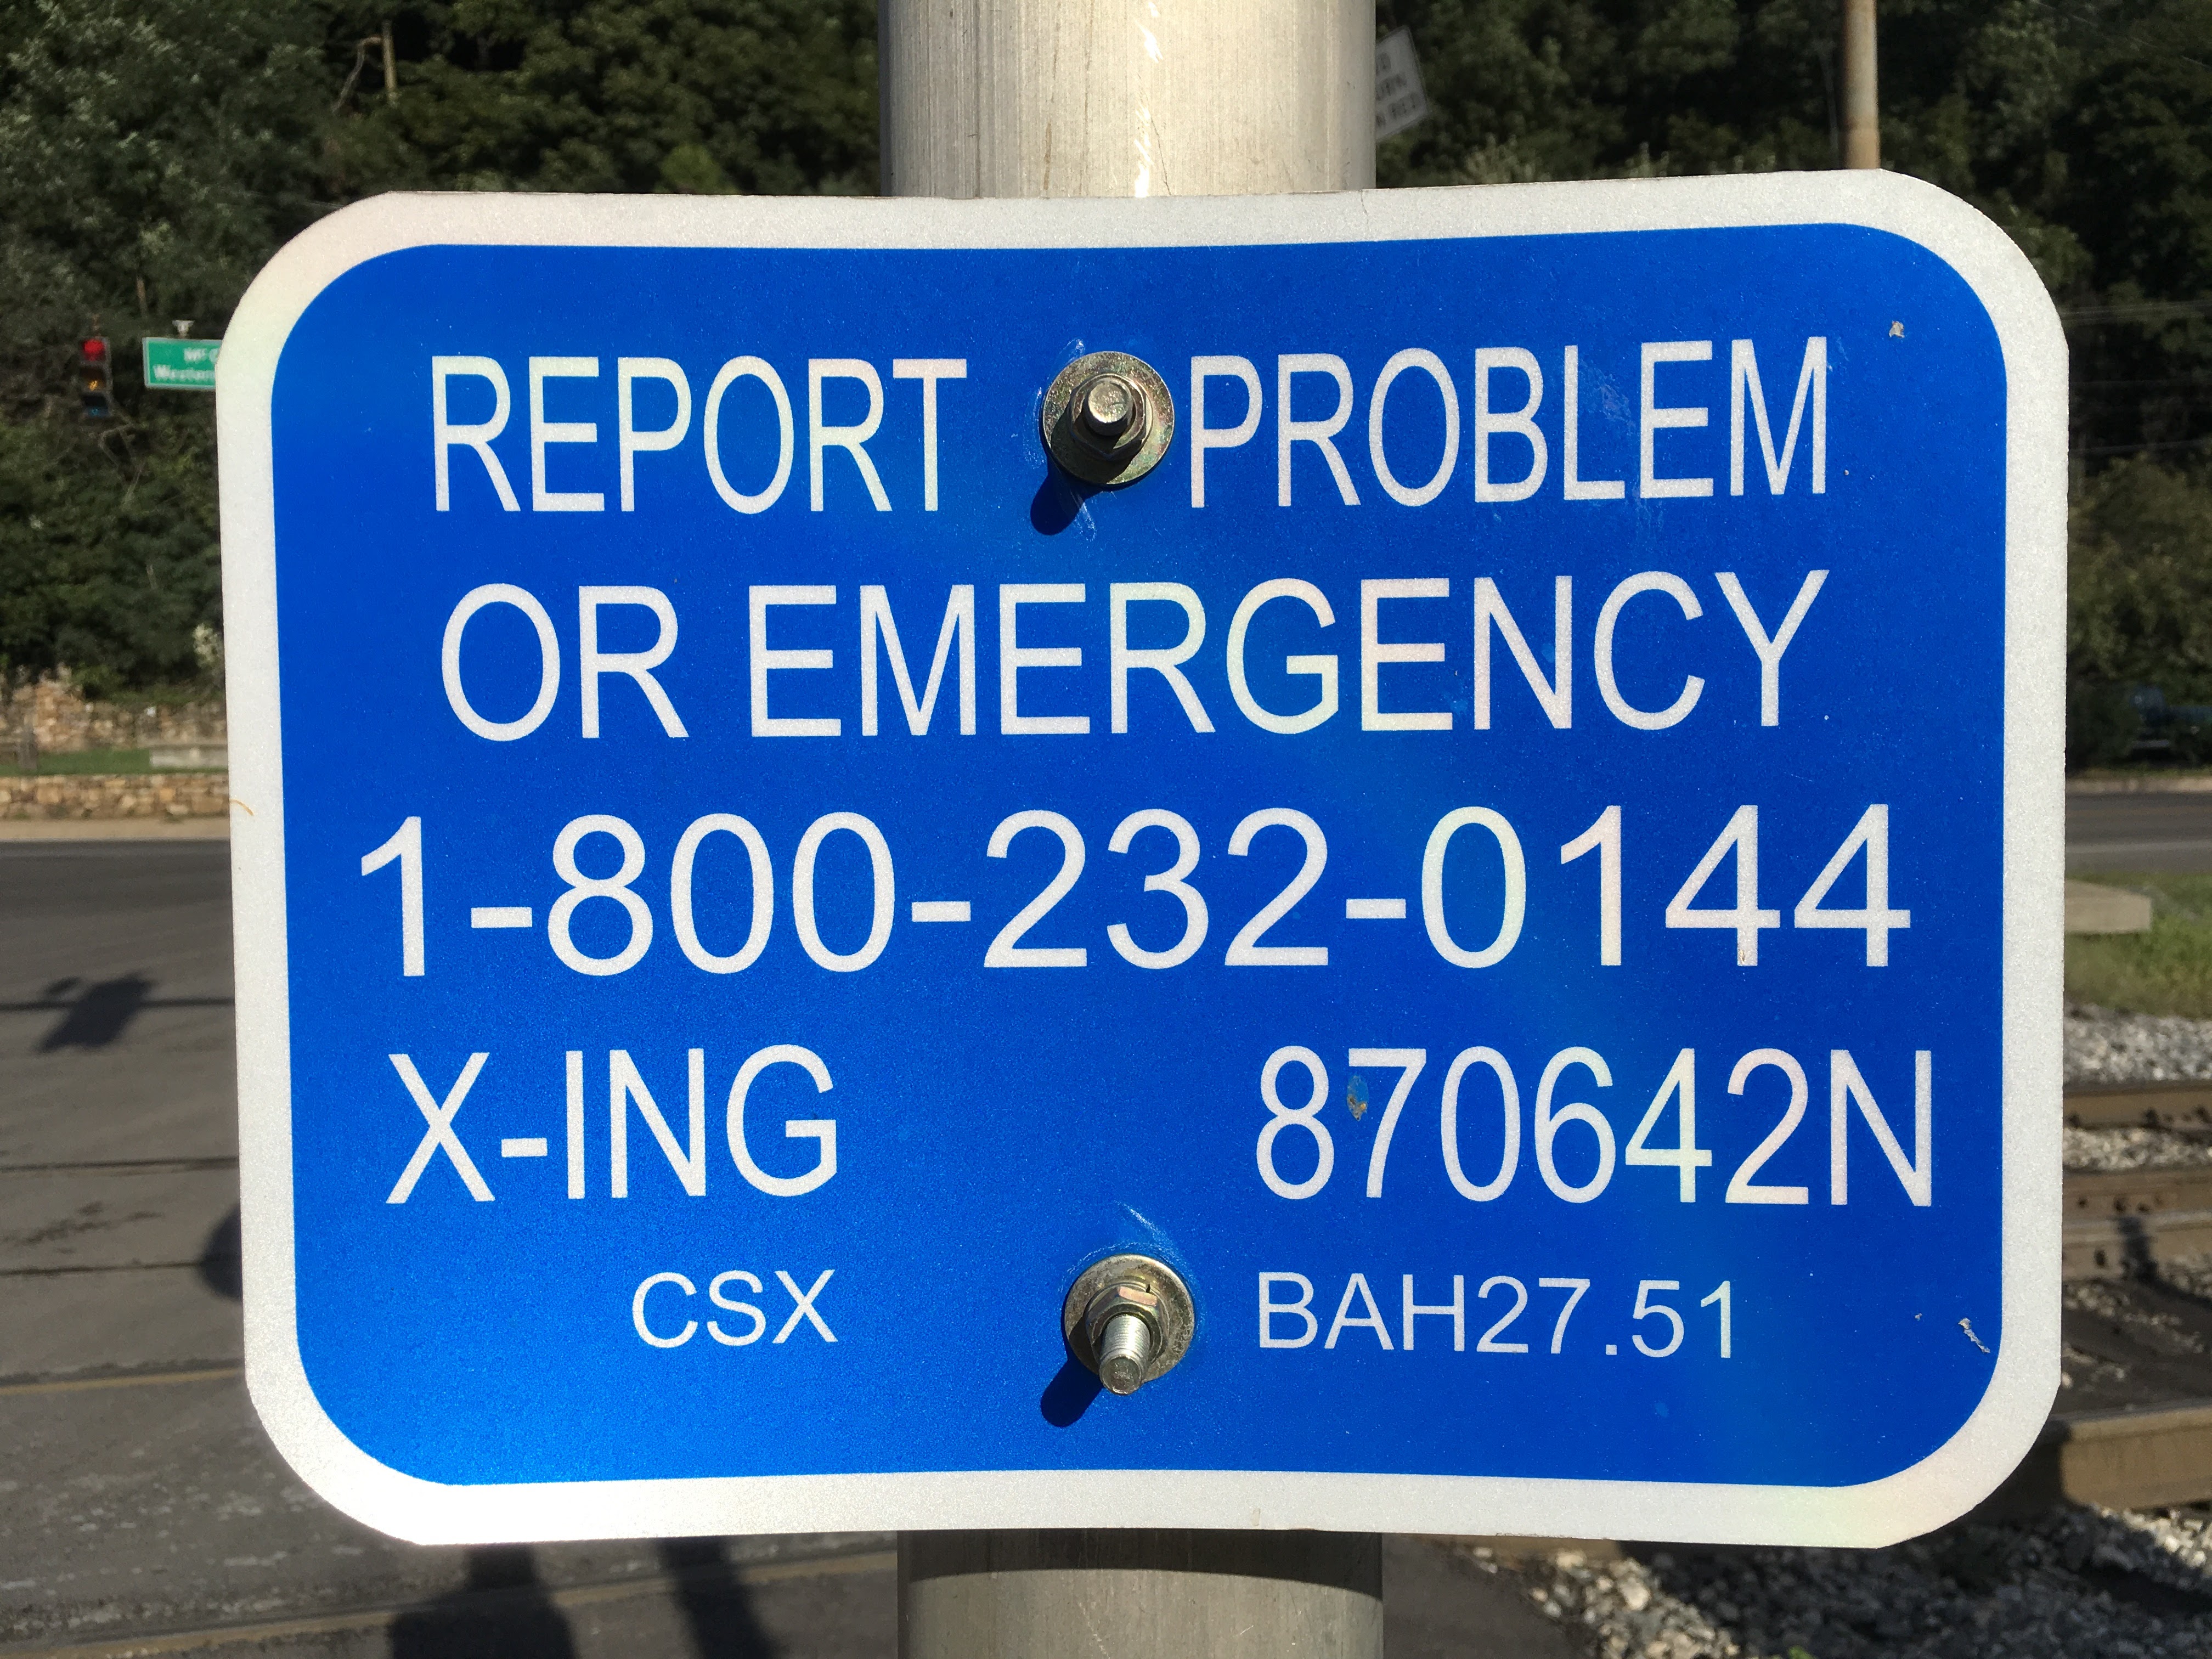 REPORT PROBLEM
OR EMERGENCY
1-800-232-0144
X-ING 870642N
CSX BAH27.51